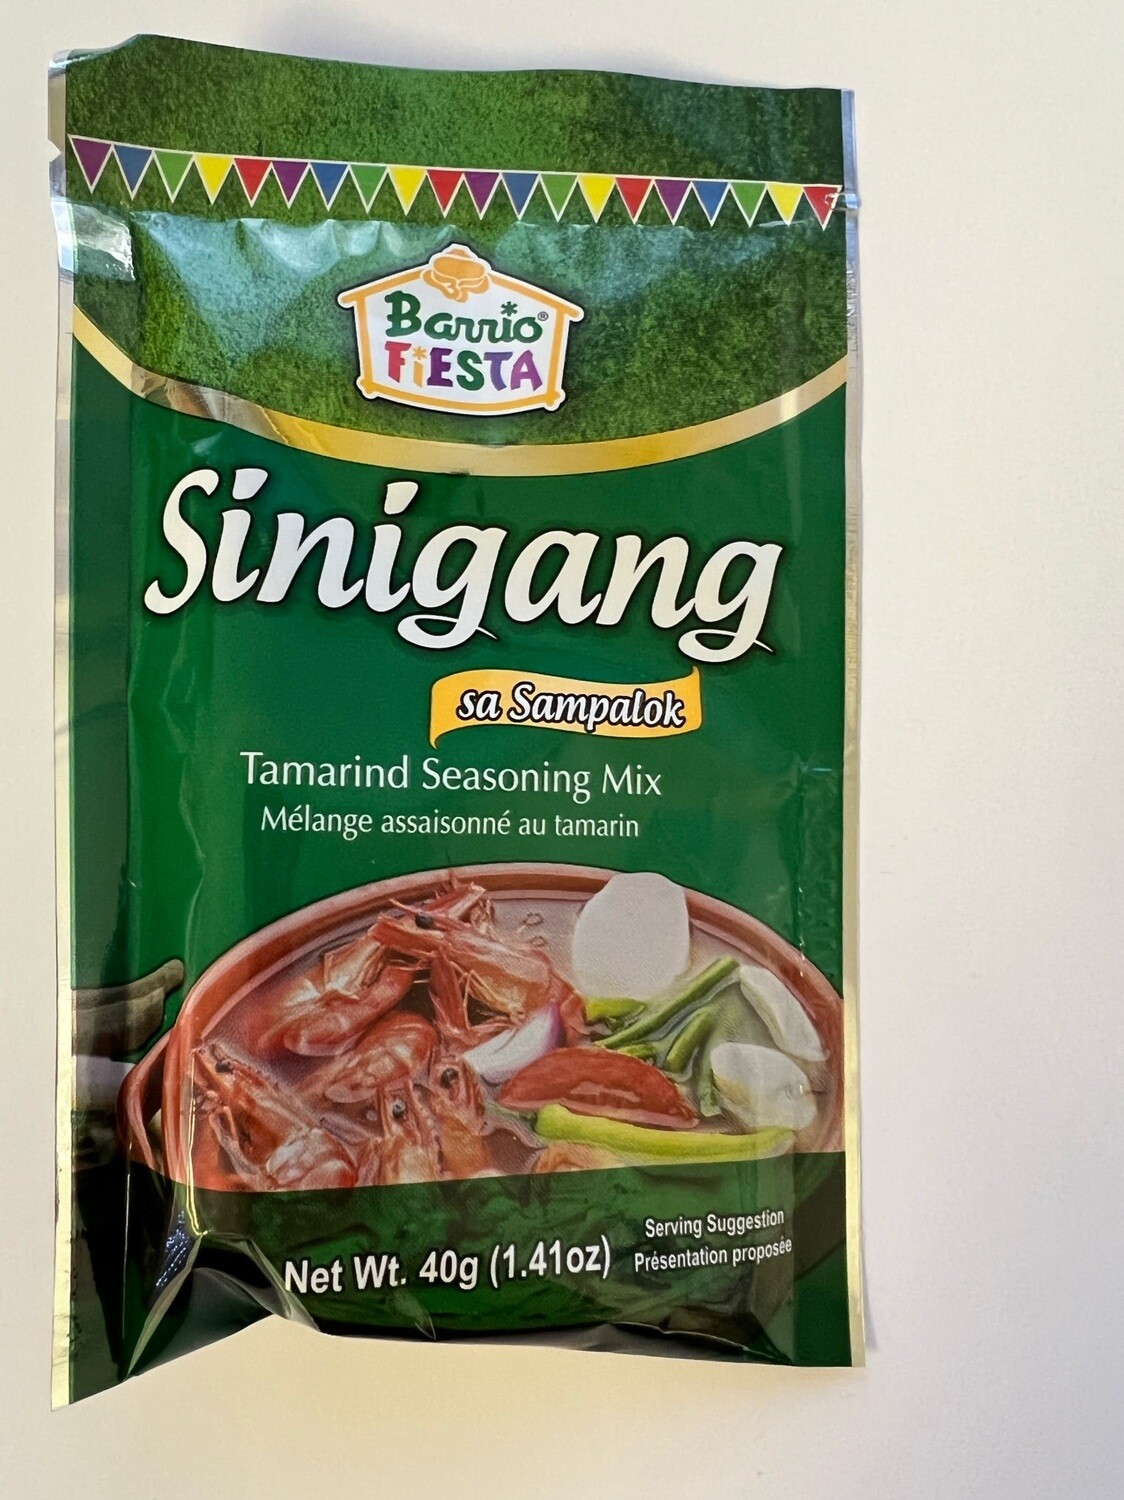 Barrio®
FiESTA
Sinigang
sa Sampalok
Tamarind Seasoning Mix
Mélange assaisonné au tamarin
Serving Suggestion
Présentation proposée
Net Wt. 40g (1.41oz)